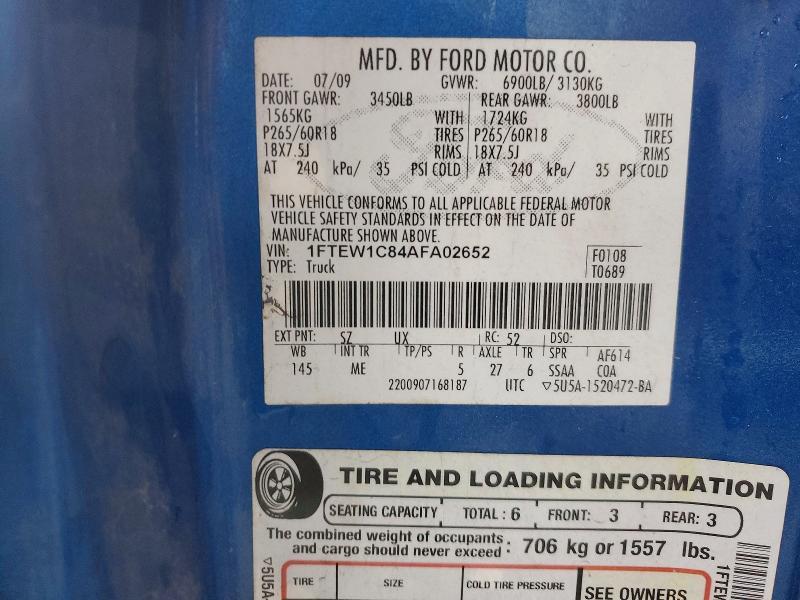 MFD. BY FORD MOTOR CO.
DATE: 07/09 GVWR: 6900LB/ 3130KG
FRONT GAWR: 3450LB REAR GAWR: 3800LB
1565KG WITH 1724KG WITH
P265/60R18 TIRES P265/60R18 TIRES
18X7.5J RIMS 18X7.5J RIMS
AT 240 kPa/ 35 PSI COLD AT 240 kPa/ 35 PSI COLD
THIS VEHICLE CONFORMS TO ALL APPLICABLE FEDERAL MOTOR
VEHICLE SAFETY STANDARDS IN EFFECT ON THE DATE OF
MANUFACTURE SHOWN ABOVE.
VIN: 1FTEW1C84AFA02652 F0108
TYPE: Truck T0689
EXT PNT: SZ UX RC: 52 DSO:
WB INT TR TP/PS R AXLE TR SPR AF614
145 ME 5 27 6 SSAA COA
2200907168187 UTC ▽5U5A-1520472-BA
TIRE AND LOADING INFORMATION
SEATING CAPACITY TOTAL : 6 FRONT: 3 REAR: 3
The combined weight of occupants
and cargo should never exceed : 706 kg or 1557 lbs.
TIRE SIZE COLD TIRE PRESSURE SEE OWNERS
▽5U5A-
1FTEW